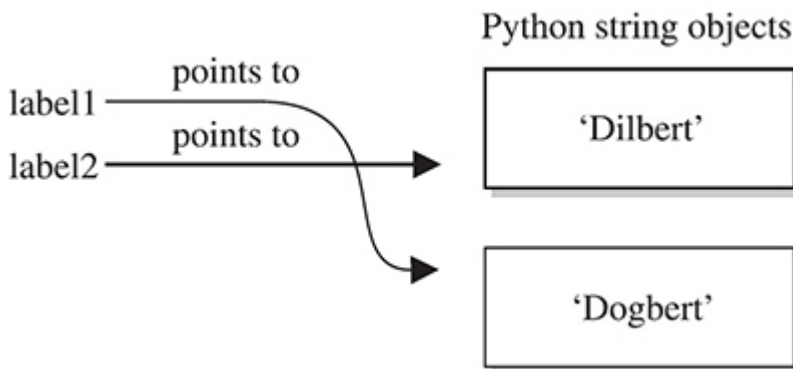 Python string objects
points to
label1
points to
label2
‘Dilbert’
‘Dogbert’